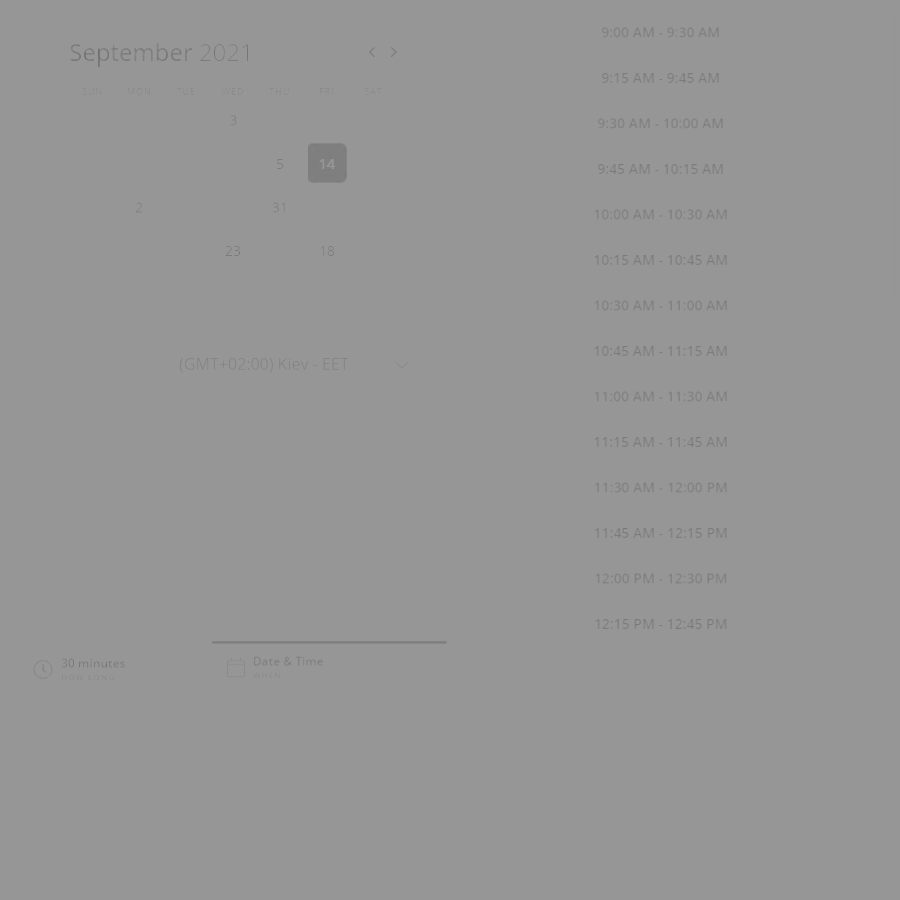 September 2021
SUN MON TUE WED THU FRI SAT
3
5 14
2 31
23 18
(GMT+02:00) Kiev - EET
9:00 AM - 9:30 AM
9:15 AM - 9:45 AM
9:30 AM - 10:00 AM
9:45 AM - 10:15 AM
10:00 AM - 10:30 AM
10:15 AM - 10:45 AM
10:30 AM - 11:00 AM
10:45 AM - 11:15 AM
11:00 AM - 11:30 AM
11:15 AM - 11:45 AM
11:30 AM - 12:00 PM
11:45 AM - 12:15 PM
12:00 PM - 12:30 PM
12:15 PM - 12:45 PM
30 minutes
HOW LONG
Date & Time
WHEN